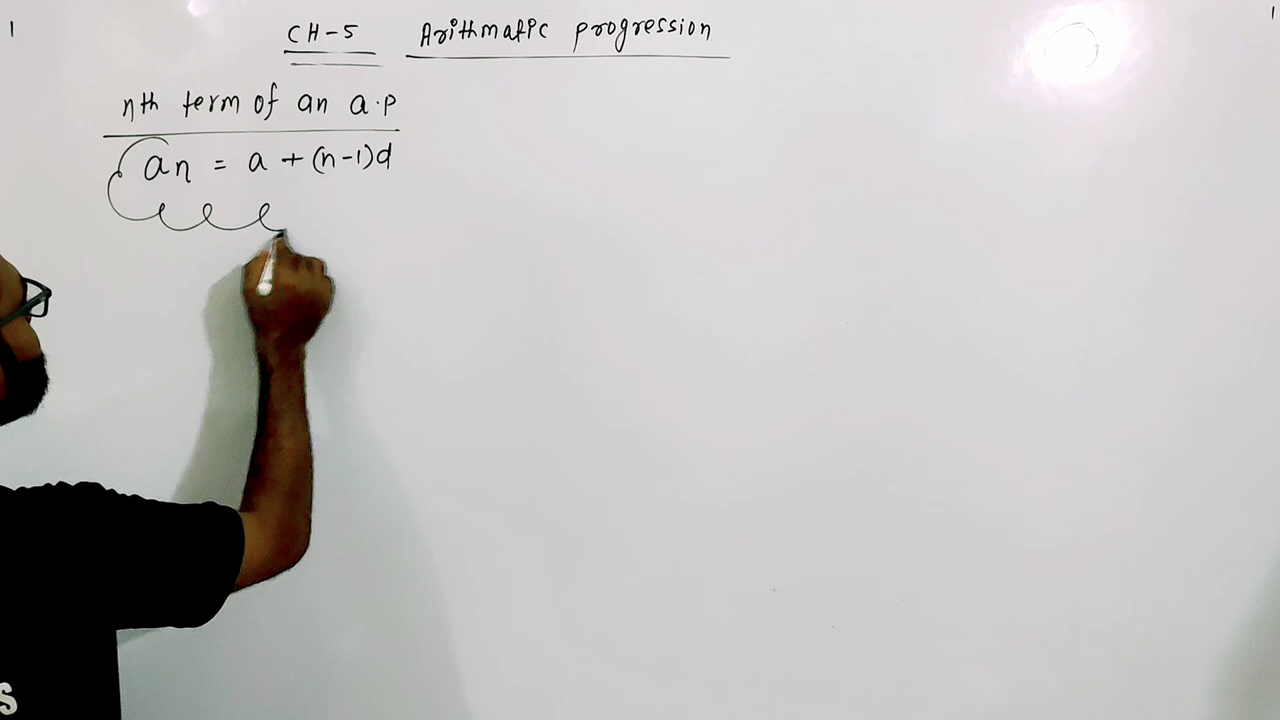 CH-5 Arithmatic progression
nth term of an a.p
an = a + (n-1)d
S